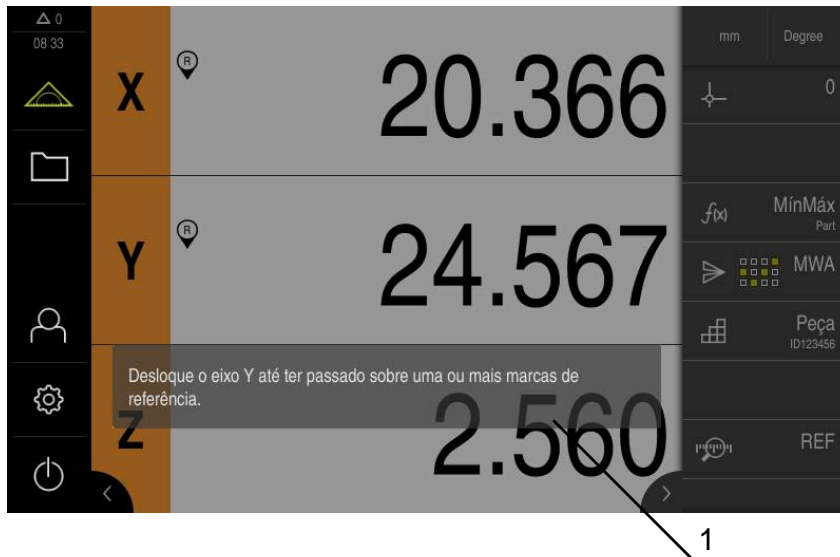 0
08 33
X
R
20.366
Y
R
24.567
Z
2.560
Desloque o eixo Y até ter passado sobre uma ou mais marcas de
referência.
mm
Degree
0
f(x)
MínMáx
Part
MWA
Peça
ID123456
REF
1